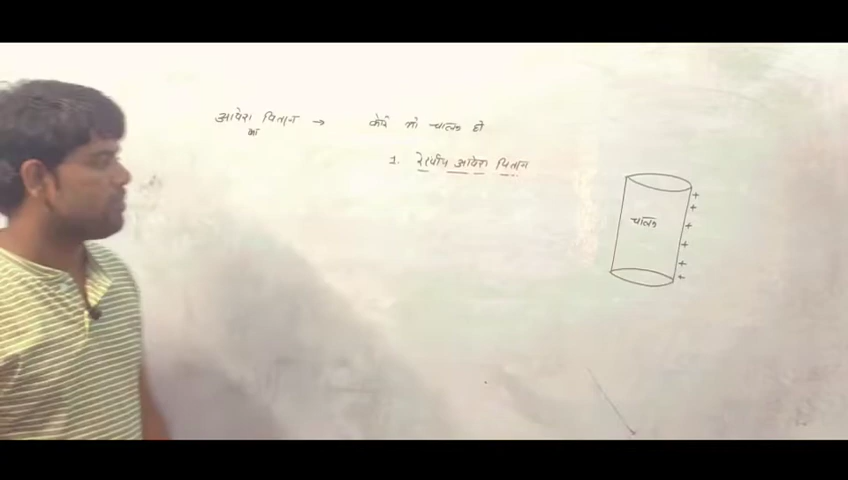 आवेश वितरण → कोई भी चालक हो
का
1. रेखीय आवेश वितरण
चालक
+
+
+
+
+
+